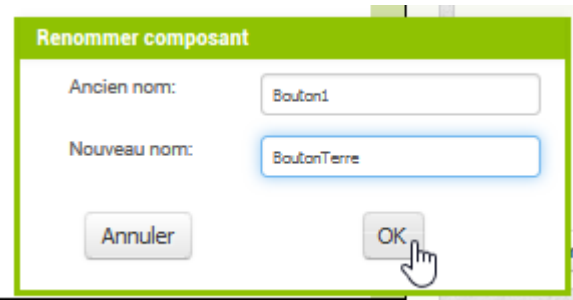 Renommer composant
Ancien nom: Bouton1
Nouveau nom: BoutonTerre
Annuler OK